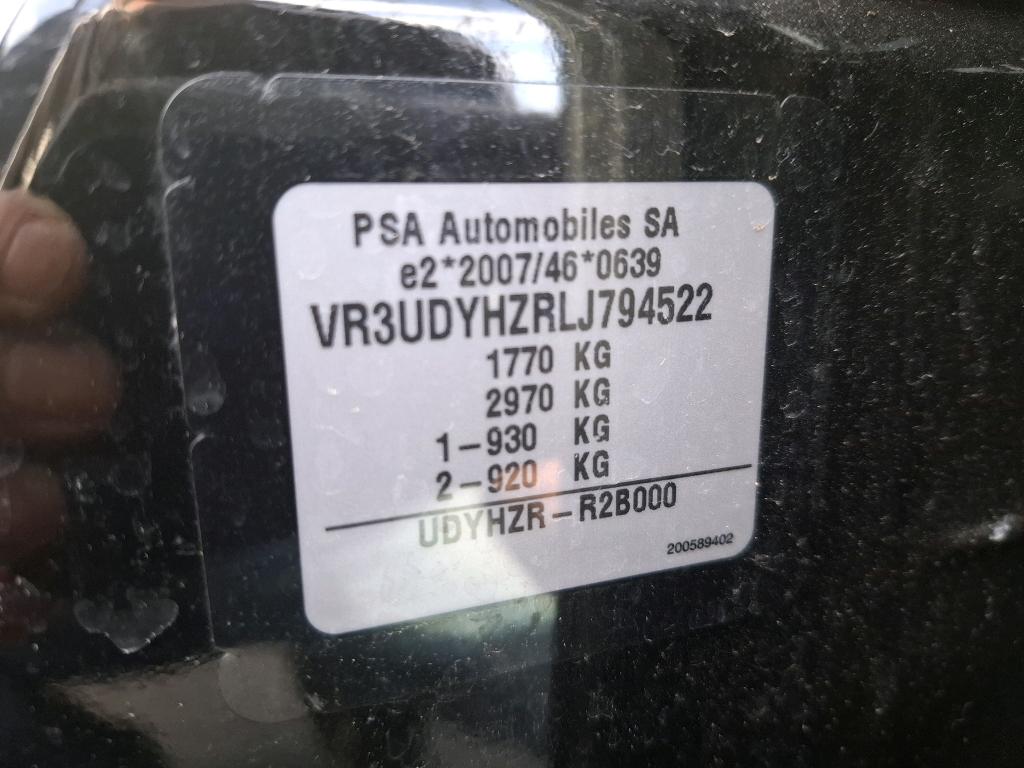 PSA Automobiles SA
e2*2007/46*0639
VR3UDYHZRLJ794522
1770 KG
2970 KG
1-930 KG
2-920 KG
UDYHZR-R2B000
200589402